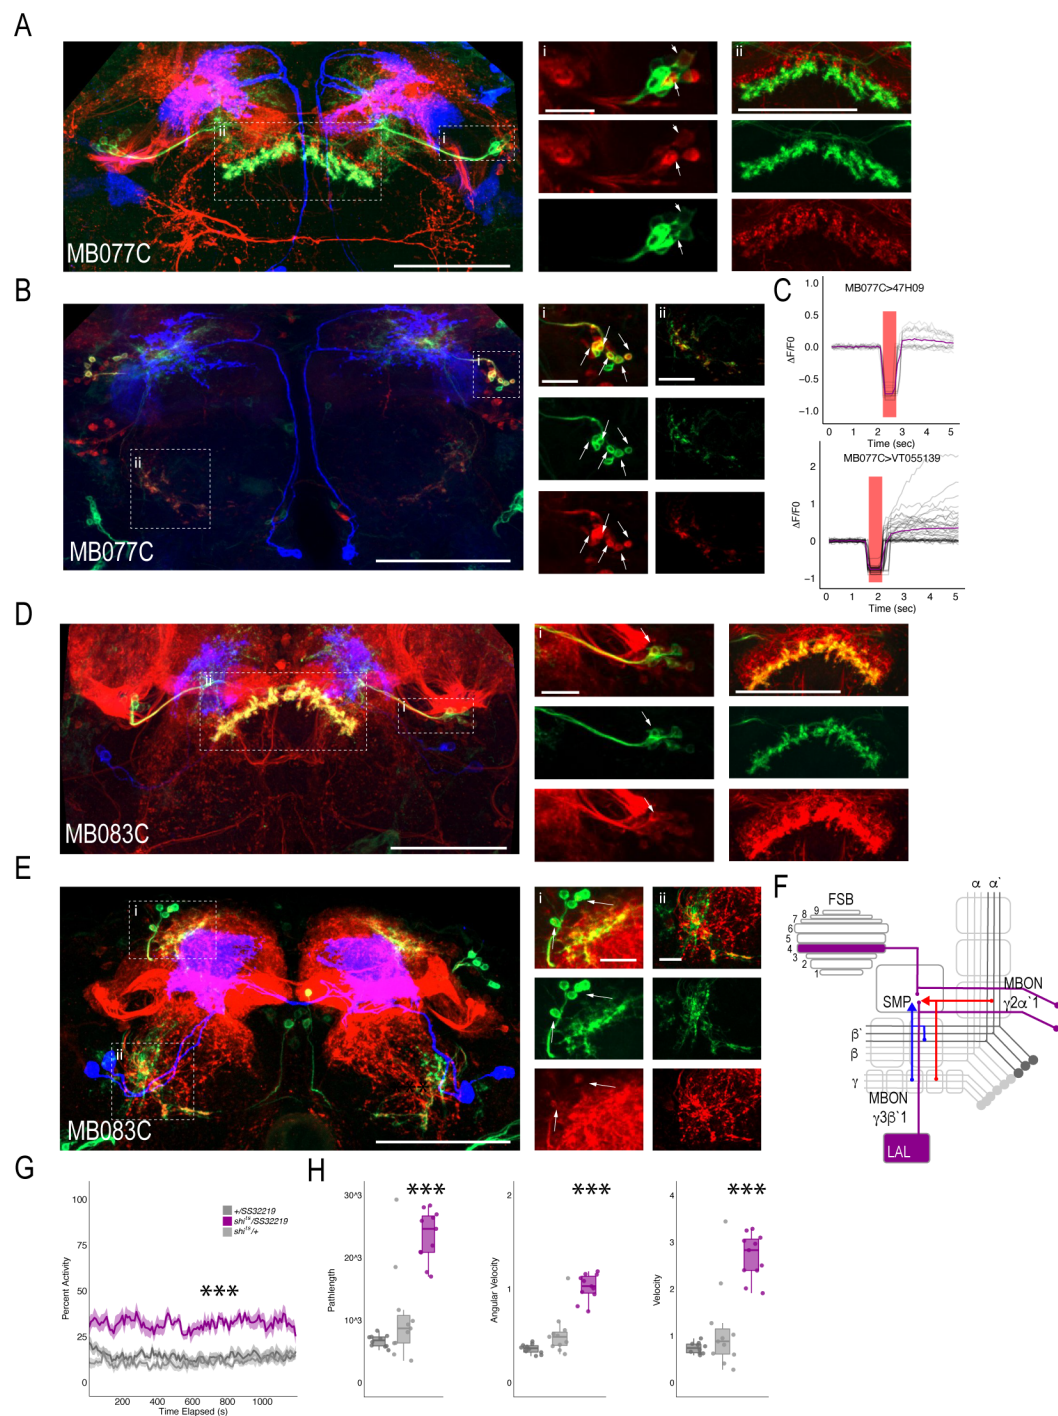 A
i
ii
ii
i
MB077C
B
i
ii
i
ii
MB077C
C
MB077C>47H09
1.0
0.5
0.0
−0.5
−1.0
ΔF/F0
0 1 2 3 4 5
Time (sec)
MB077C>VT055139
2
1
0
−1
ΔF/F0
0 1 2 3 4 5
Time (sec)
D
i
ii
ii
i
MB083C
E
i
ii
i
ii
MB083C
F
FSB
9
8
7
6
5
4
3
2
1
α α`
SMP
MBON
γ2α`1
β`
β
γ
MBON
γ3β`1
LAL
G
100
75
50
25
0
Percent Activity
+/SS32219
shi^ts/SS32219
shi^ts/+
***
200 400 600 800 1000
Time Elapsed (s)
H
30^3
20^3
10^3
0
Pathlength
***
2
1
0
Angular Velocity
***
4
3
2
1
0
Velocity
***